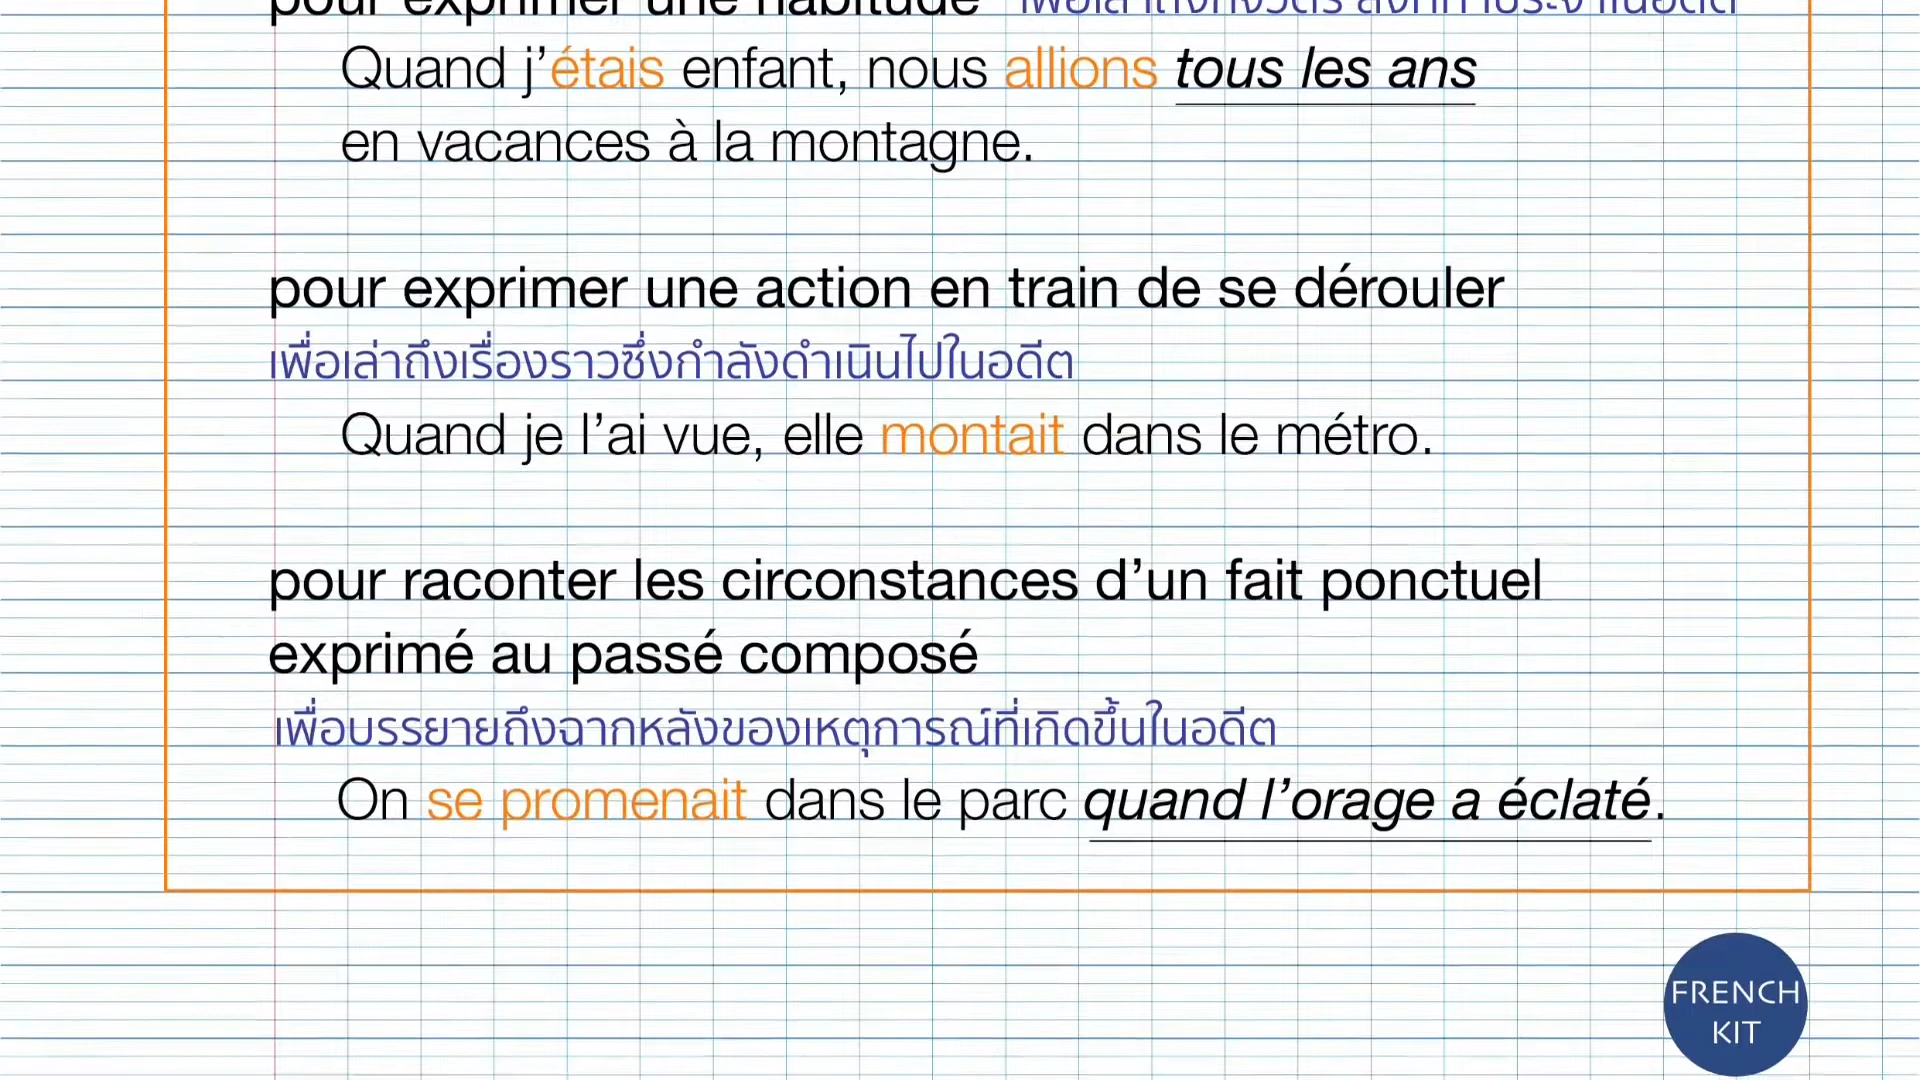 pour exprimer une habitude
Quand j’étais enfant, nous allions tous les ans
en vacances à la montagne.
pour exprimer une action en train de se dérouler
เพื่อเล่าถึงเรื่องราวซึ่งกำลังดำเนินไปในอดีต
Quand je l’ai vue, elle montait dans le métro.
pour raconter les circonstances d’un fait ponctuel
exprimé au passé composé
เพื่อบรรยายถึงฉากหลังของเหตุการณ์ที่เกิดขึ้นในอดีต
On se promenait dans le parc quand l’orage a éclaté.
FRENCH
KIT